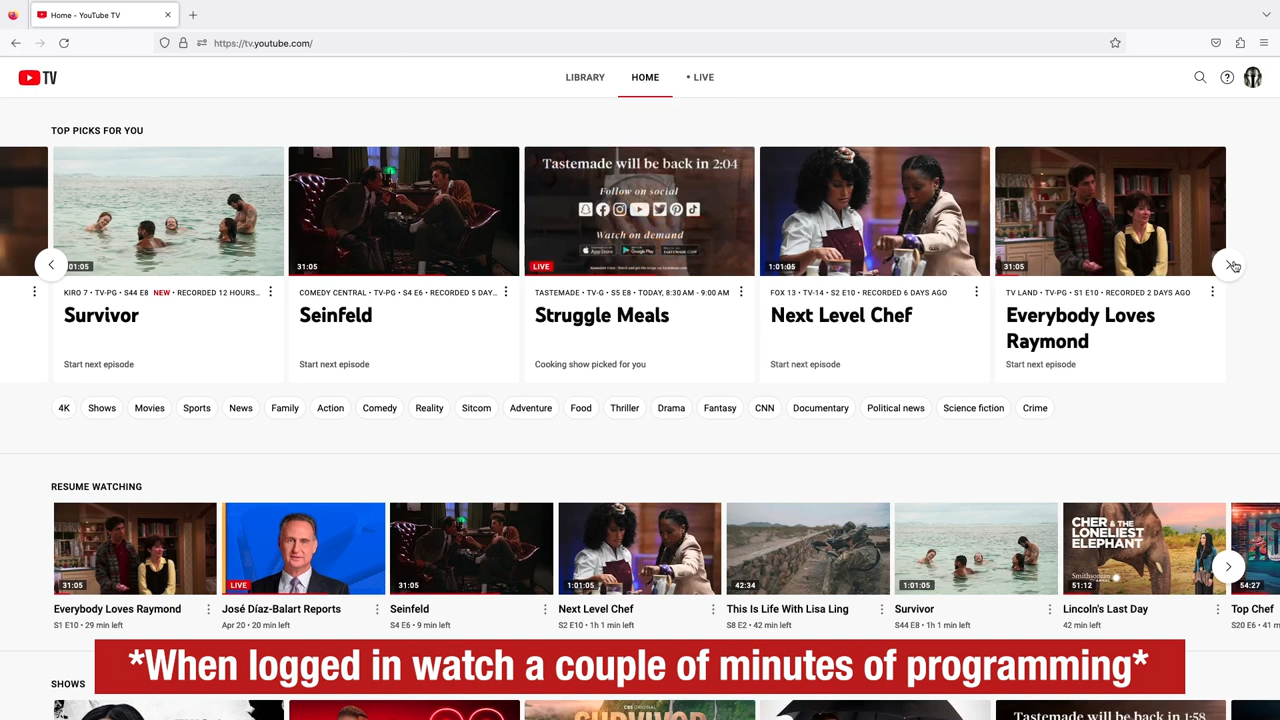 Home - YouTube TV
https://tv.youtube.com/
TV
LIBRARY
HOME
• LIVE
TOP PICKS FOR YOU
Tastemade will be back in 2:04
Follow on social
Watch on demand
App Store
Google Play
01:05
31:05
LIVE
1:01:05
31:05
KIRO 7 • TV-PG • S44 E8 NEW • RECORDED 12 HOURS...
COMEDY CENTRAL • TV-PG • S4 E6 • RECORDED 5 DAY...
TASTEMADE • TV-G • S5 E8 • TODAY, 8:30 AM - 9:00 AM
FOX 13 • TV-14 • S2 E10 • RECORDED 6 DAYS AGO
TV LAND • TV-PG • S1 E10 • RECORDED 2 DAYS AGO
Survivor
Seinfeld
Struggle Meals
Next Level Chef
Everybody Loves
Raymond
Start next episode
Start next episode
Cooking show picked for you
Start next episode
Start next episode
4K
Shows
Movies
Sports
News
Family
Action
Comedy
Reality
Sitcom
Adventure
Food
Thriller
Drama
Fantasy
CNN
Documentary
Political news
Science fiction
Crime
RESUME WATCHING
CHER & THE
LONELIEST
ELEPHANT
Smithsonian
CHANNEL
31:05
LIVE
31:05
1:01:05
42:34
1:01:05
51:12
54:27
Everybody Loves Raymond
José Díaz-Balart Reports
Seinfeld
Next Level Chef
This Is Life With Lisa Ling
Survivor
Lincoln's Last Day
Top Chef
S1 E10 • 29 min left
Apr 20 • 20 min left
S4 E6 • 9 min left
S2 E10 • 1h 1 min left
S8 E2 • 42 min left
S44 E8 • 1h 1 min left
42 min left
S20 E6 • 41 m
*When logged in watch a couple of minutes of programming*
SHOWS
CBS ORIGINAL
SURVIVOR
Tastemade will be back in 1:58